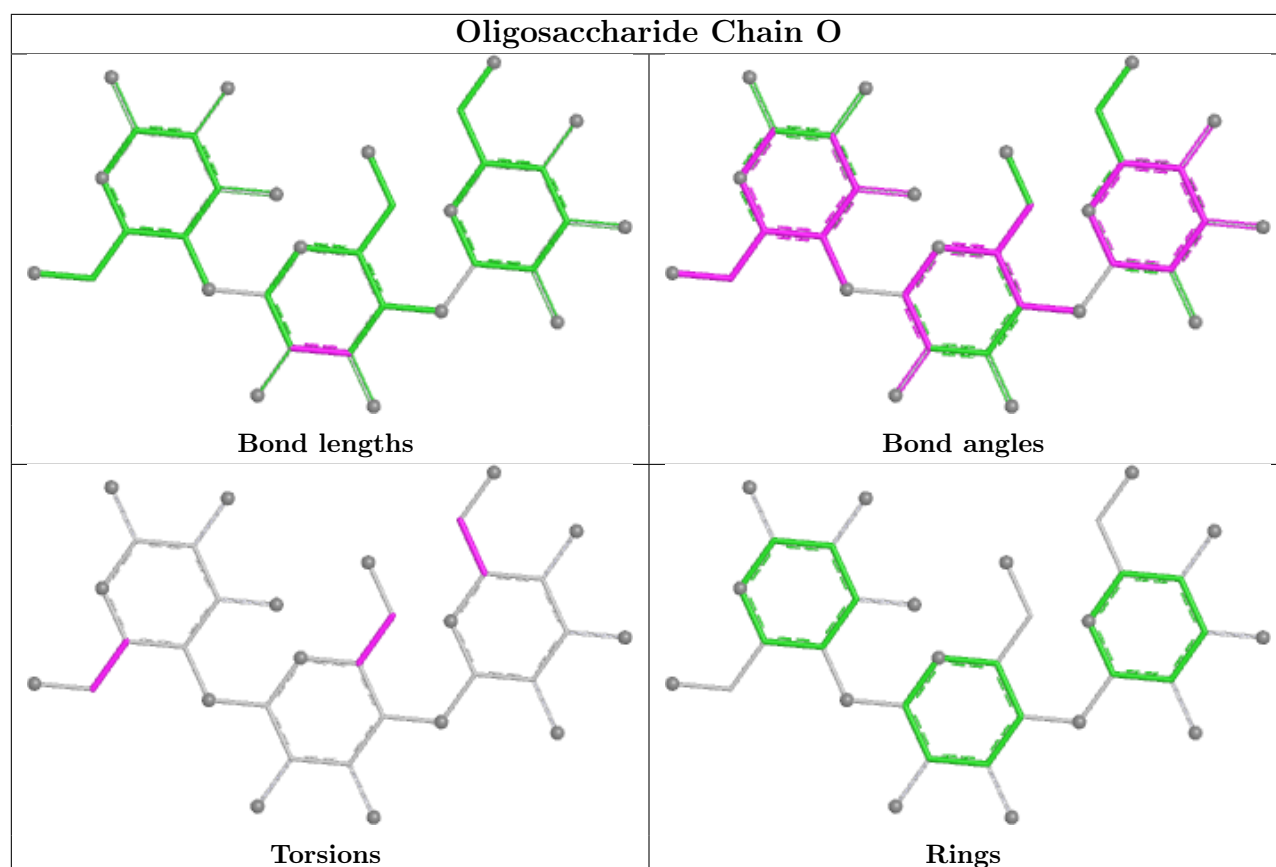 Oligosaccharide Chain O
Bond lengths
Bond angles
Torsions
Rings